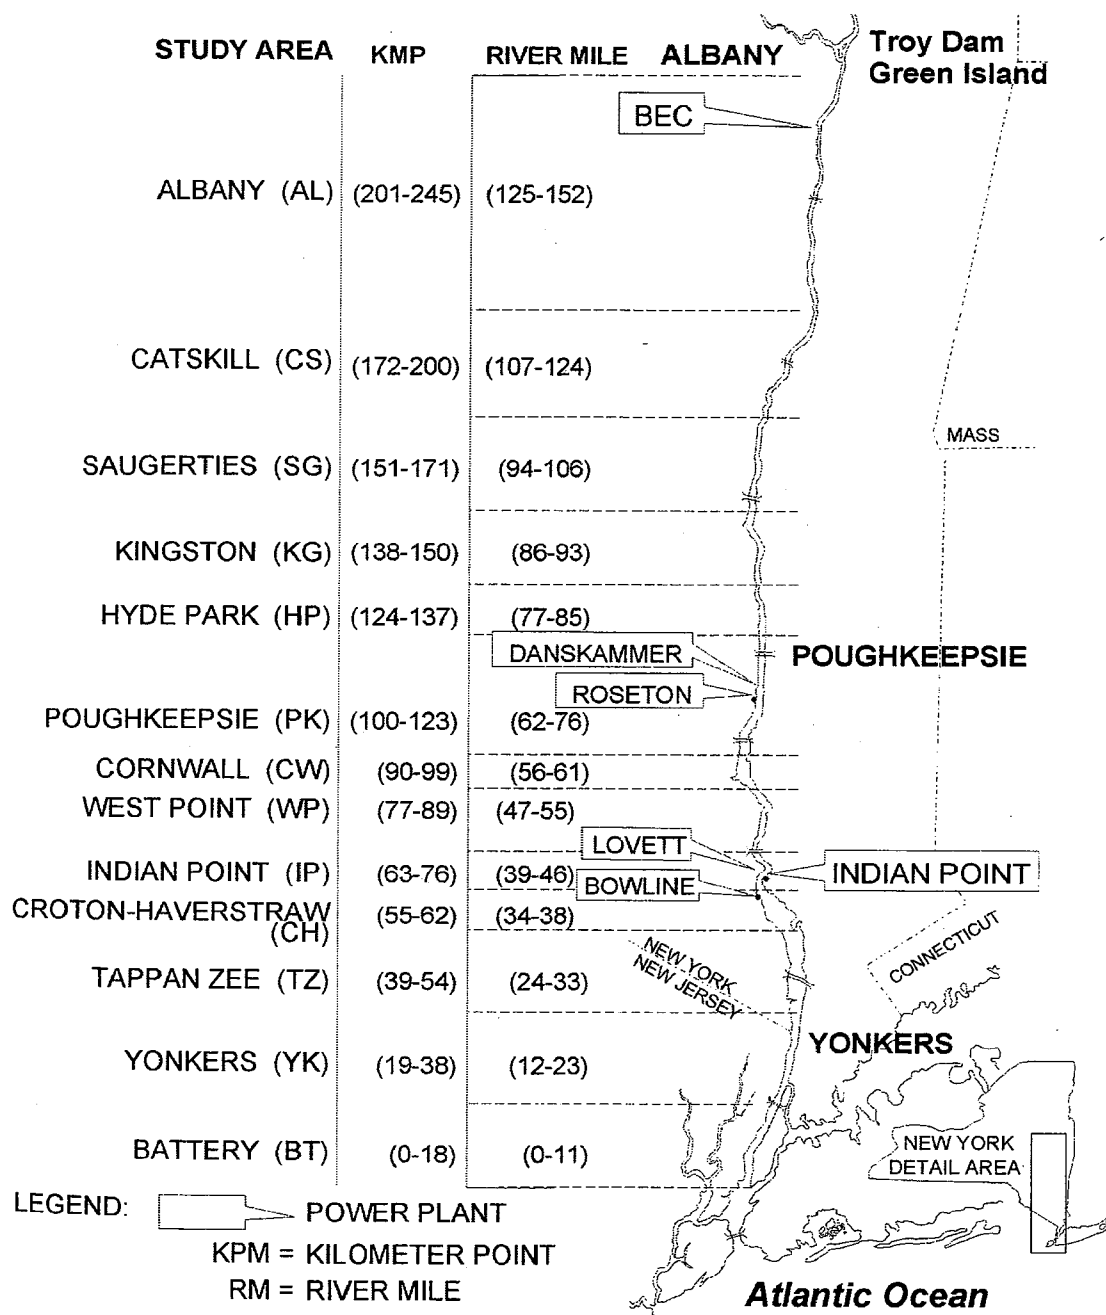 STUDY AREA KMP RIVER MILE ALBANY
Troy Dam
Green Island
BEC
ALBANY (AL) (201-245) (125-152)
CATSKILL (CS) (172-200) (107-124)
MASS
SAUGERTIES (SG) (151-171) (94-106)
KINGSTON (KG) (138-150) (86-93)
HYDE PARK (HP) (124-137) (77-85)
DANSKAMMER
POUGHKEEPSIE
ROSETON
POUGHKEEPSIE (PK) (100-123) (62-76)
CORNWALL (CW) (90-99) (56-61)
WEST POINT (WP) (77-89) (47-55)
LOVETT
INDIAN POINT (IP) (63-76) (39-46)
INDIAN POINT
BOWLINE
CROTON-HAVERSTRAW
(CH) (55-62) (34-38)
NEW YORK
NEW JERSEY
CONNECTICUT
TAPPAN ZEE (TZ) (39-54) (24-33)
YONKERS
YONKERS (YK) (19-38) (12-23)
BATTERY (BT) (0-18) (0-11)
NEW YORK
DETAIL AREA
LEGEND: POWER PLANT
KPM = KILOMETER POINT
RM = RIVER MILE
Atlantic Ocean